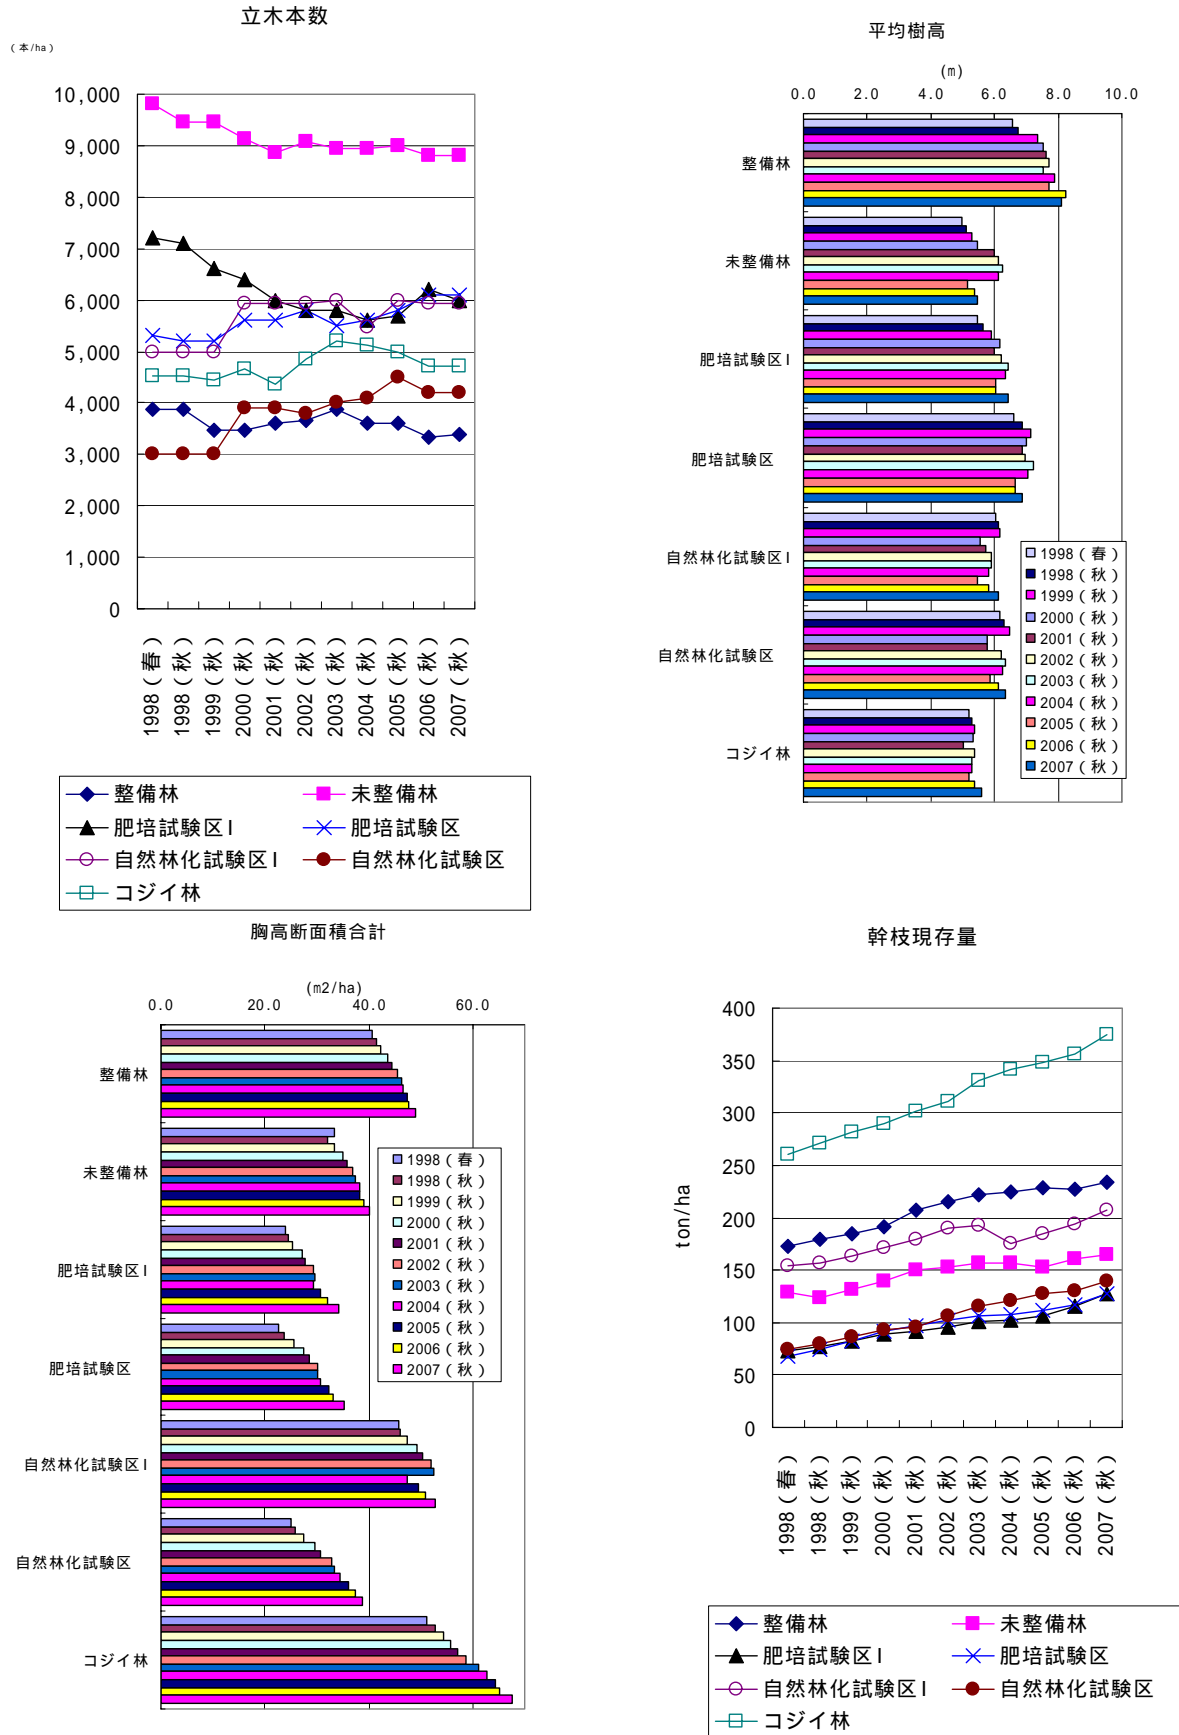 立木本数
（本/ha）
10,000
9,000
8,000
7,000
6,000
5,000
4,000
3,000
2,000
1,000
0
1998（春）
1998（秋）
1999（秋）
2000（秋）
2001（秋）
2002（秋）
2003（秋）
2004（秋）
2005（秋）
2006（秋）
2007（秋）
整備林 未整備林
肥培試験区I 肥培試験区
自然林化試験区I 自然林化試験区
コジイ林
平均樹高
(m)
0.0 2.0 4.0 6.0 8.0 10.0
整備林
未整備林
肥培試験区I
肥培試験区
自然林化試験区I
自然林化試験区
コジイ林
1998（春）
1998（秋）
1999（秋）
2000（秋）
2001（秋）
2002（秋）
2003（秋）
2004（秋）
2005（秋）
2006（秋）
2007（秋）
胸高断面積合計
(m2/ha)
0.0 20.0 40.0 60.0
整備林
未整備林
肥培試験区I
肥培試験区
自然林化試験区I
自然林化試験区
コジイ林
1998（春）
1998（秋）
1999（秋）
2000（秋）
2001（秋）
2002（秋）
2003（秋）
2004（秋）
2005（秋）
2006（秋）
2007（秋）
幹枝現存量
ton/ha
400
350
300
250
200
150
100
50
0
1998（春）
1998（秋）
1999（秋）
2000（秋）
2001（秋）
2002（秋）
2003（秋）
2004（秋）
2005（秋）
2006（秋）
2007（秋）
整備林 未整備林
肥培試験区I 肥培試験区
自然林化試験区I 自然林化試験区
コジイ林